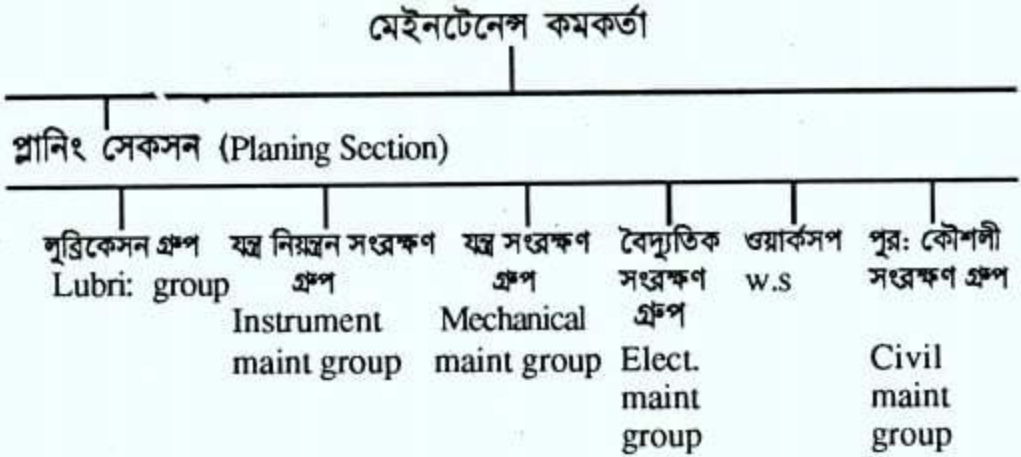 মেইনটেনেন্স কমকর্তা
প্লানিং সেকসন (Planing Section)
লুব্রিকেসন গ্রুপ
Lubri: group
যন্ত্র নিয়ন্ত্রন সংরক্ষণ
গ্রুপ
Instrument
maint group
যন্ত্র সংরক্ষণ
গ্রুপ
Mechanical
maint group
বৈদ্যুতিক
সংরক্ষণ
গ্রুপ
Elect.
maint
group
ওয়ার্কসপ
w.s
পূর: কৌশলী
সংরক্ষণ গ্রুপ
Civil
maint
group